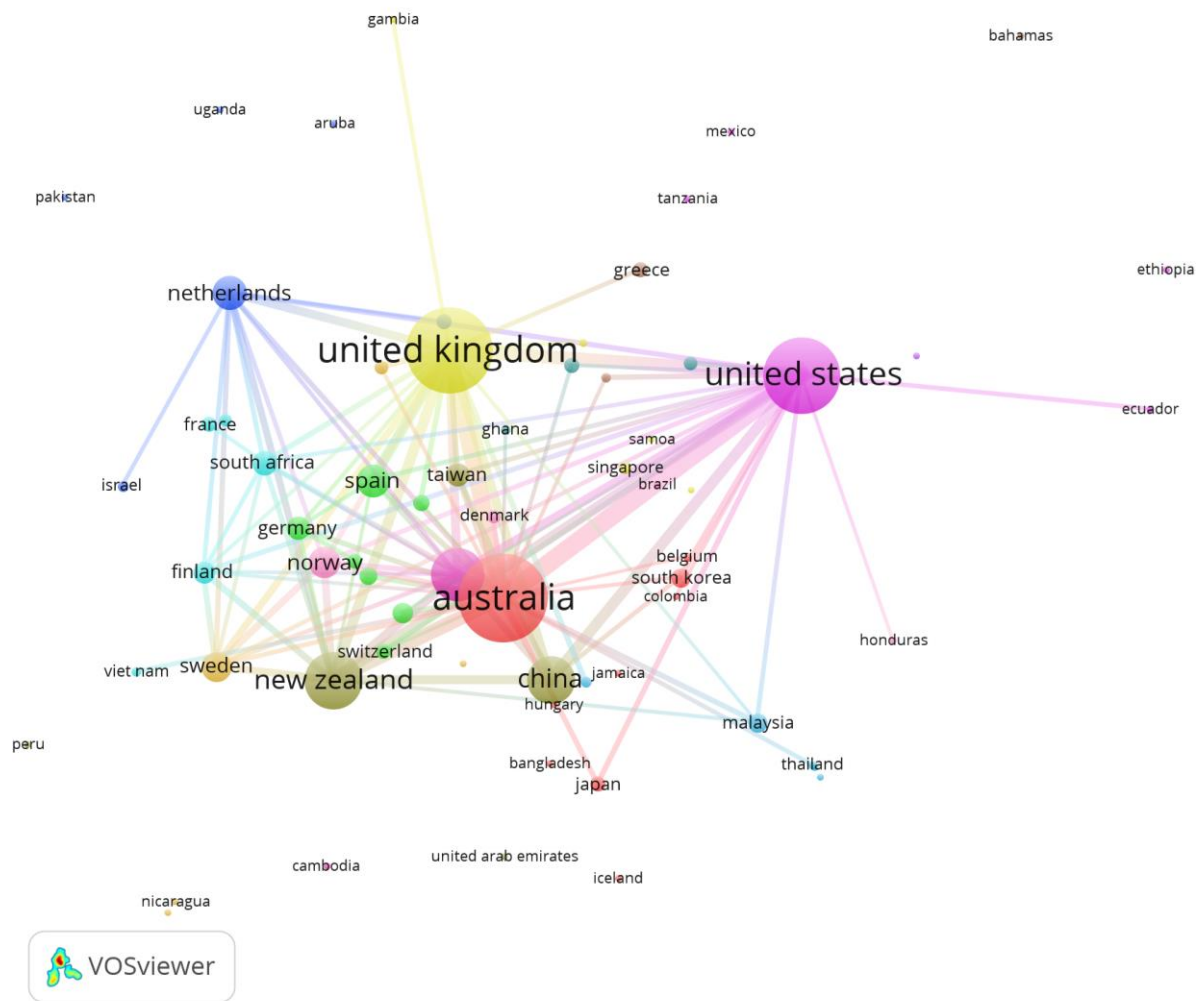 gambia
bahamas
uganda
aruba
mexico
pakistan
tanzania
greece
ethiopia
netherlands
united kingdom
united states
ecuador
france
ghana
samoa
south africa
taiwan
singapore
spain
brazil
israel
denmark
germany
belgium
norway
finland
south korea
australia
colombia
honduras
switzerland
viet nam
sweden
new zealand
china
jamaica
hungary
malaysia
peru
bangladesh
thailand
japan
cambodia
united arab emirates
iceland
nicaragua
VOSviewer